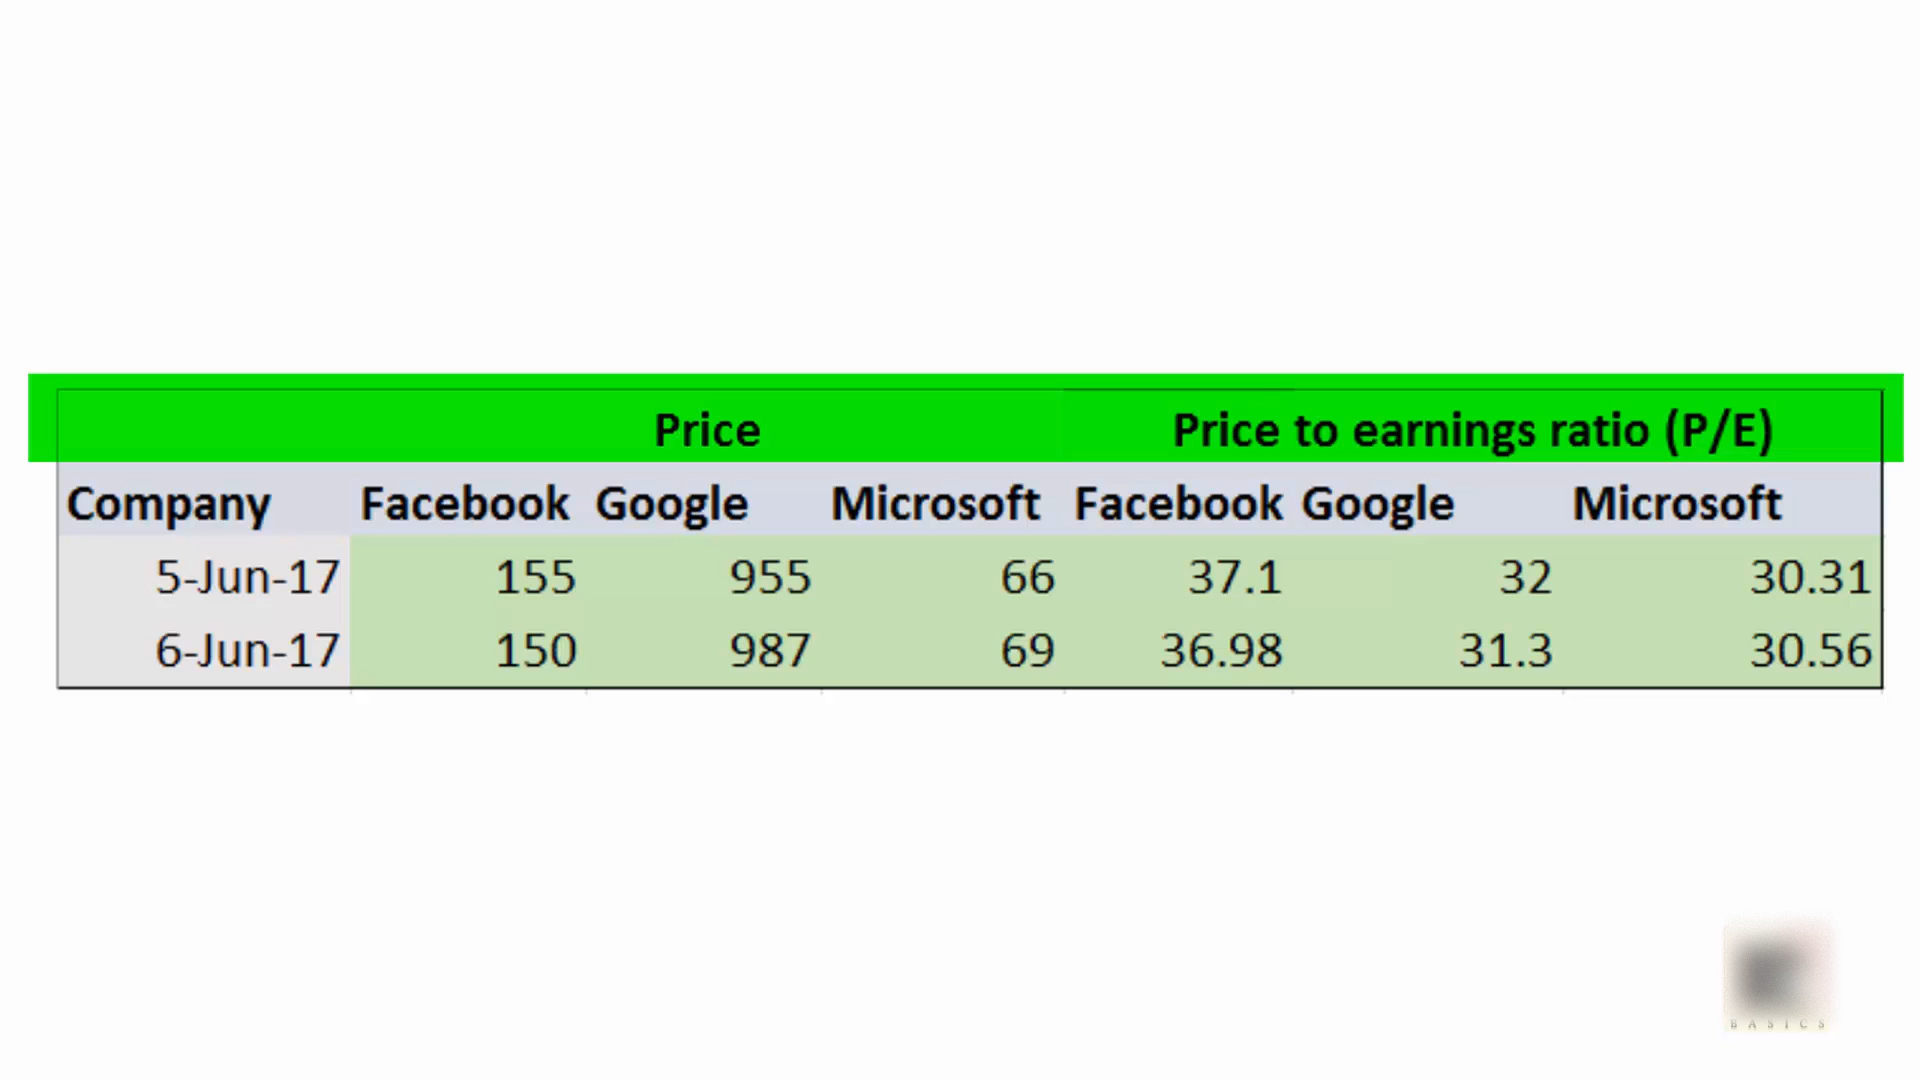 Price Price to earnings ratio (P/E)
Company Facebook Google Microsoft Facebook Google Microsoft
5-Jun-17 155 955 66 37.1 32 30.31
6-Jun-17 150 987 69 36.98 31.3 30.56
BASICS